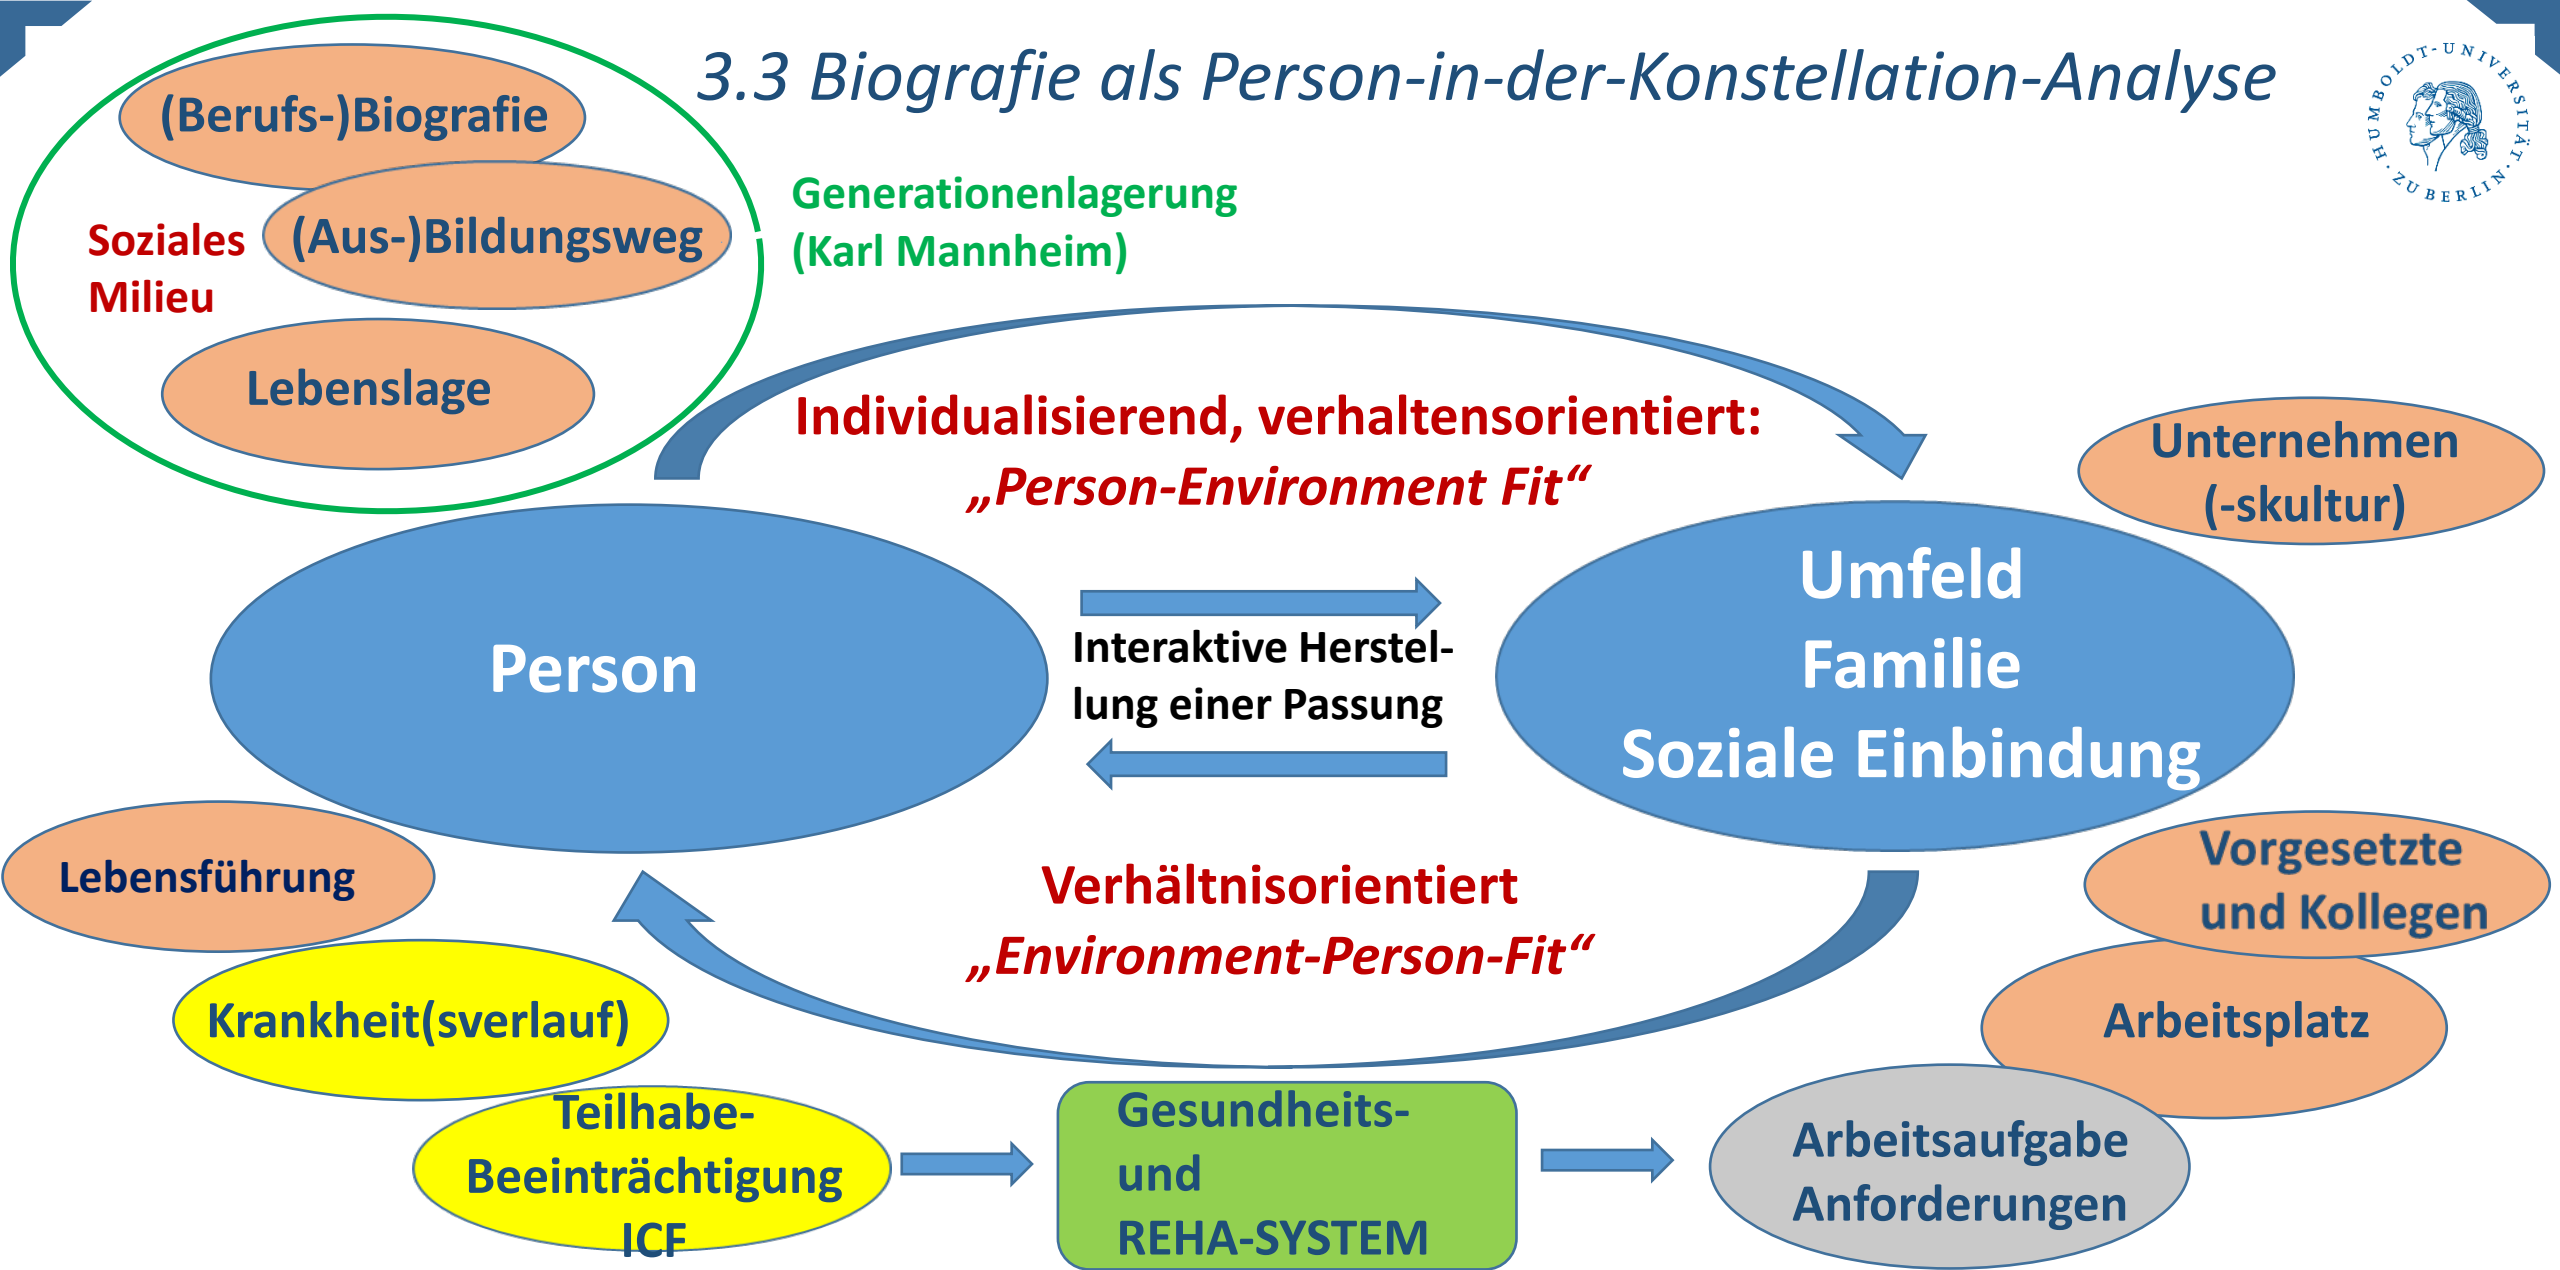 3.3 Biografie als Person-in-der-Konstellation-Analyse
HUMBOLDT-UNIVERSITÄT · ZU BERLIN ·
(Berufs-)Biografie
(Aus-)Bildungsweg
Soziales
Milieu
Lebenslage
Generationenlagerung
(Karl Mannheim)
Individualisierend, verhaltensorientiert:
„Person-Environment Fit“
Unternehmen
(-skultur)
Person
Interaktive Herstel-
lung einer Passung
Umfeld
Familie
Soziale Einbindung
Verhältnisorientiert
„Environment-Person-Fit“
Lebensführung
Krankheit(sverlauf)
Teilhabe-
Beeinträchtigung
ICF
Gesundheits-
und
REHA-SYSTEM
Vorgesetzte
und Kollegen
Arbeitsplatz
Arbeitsaufgabe
Anforderungen